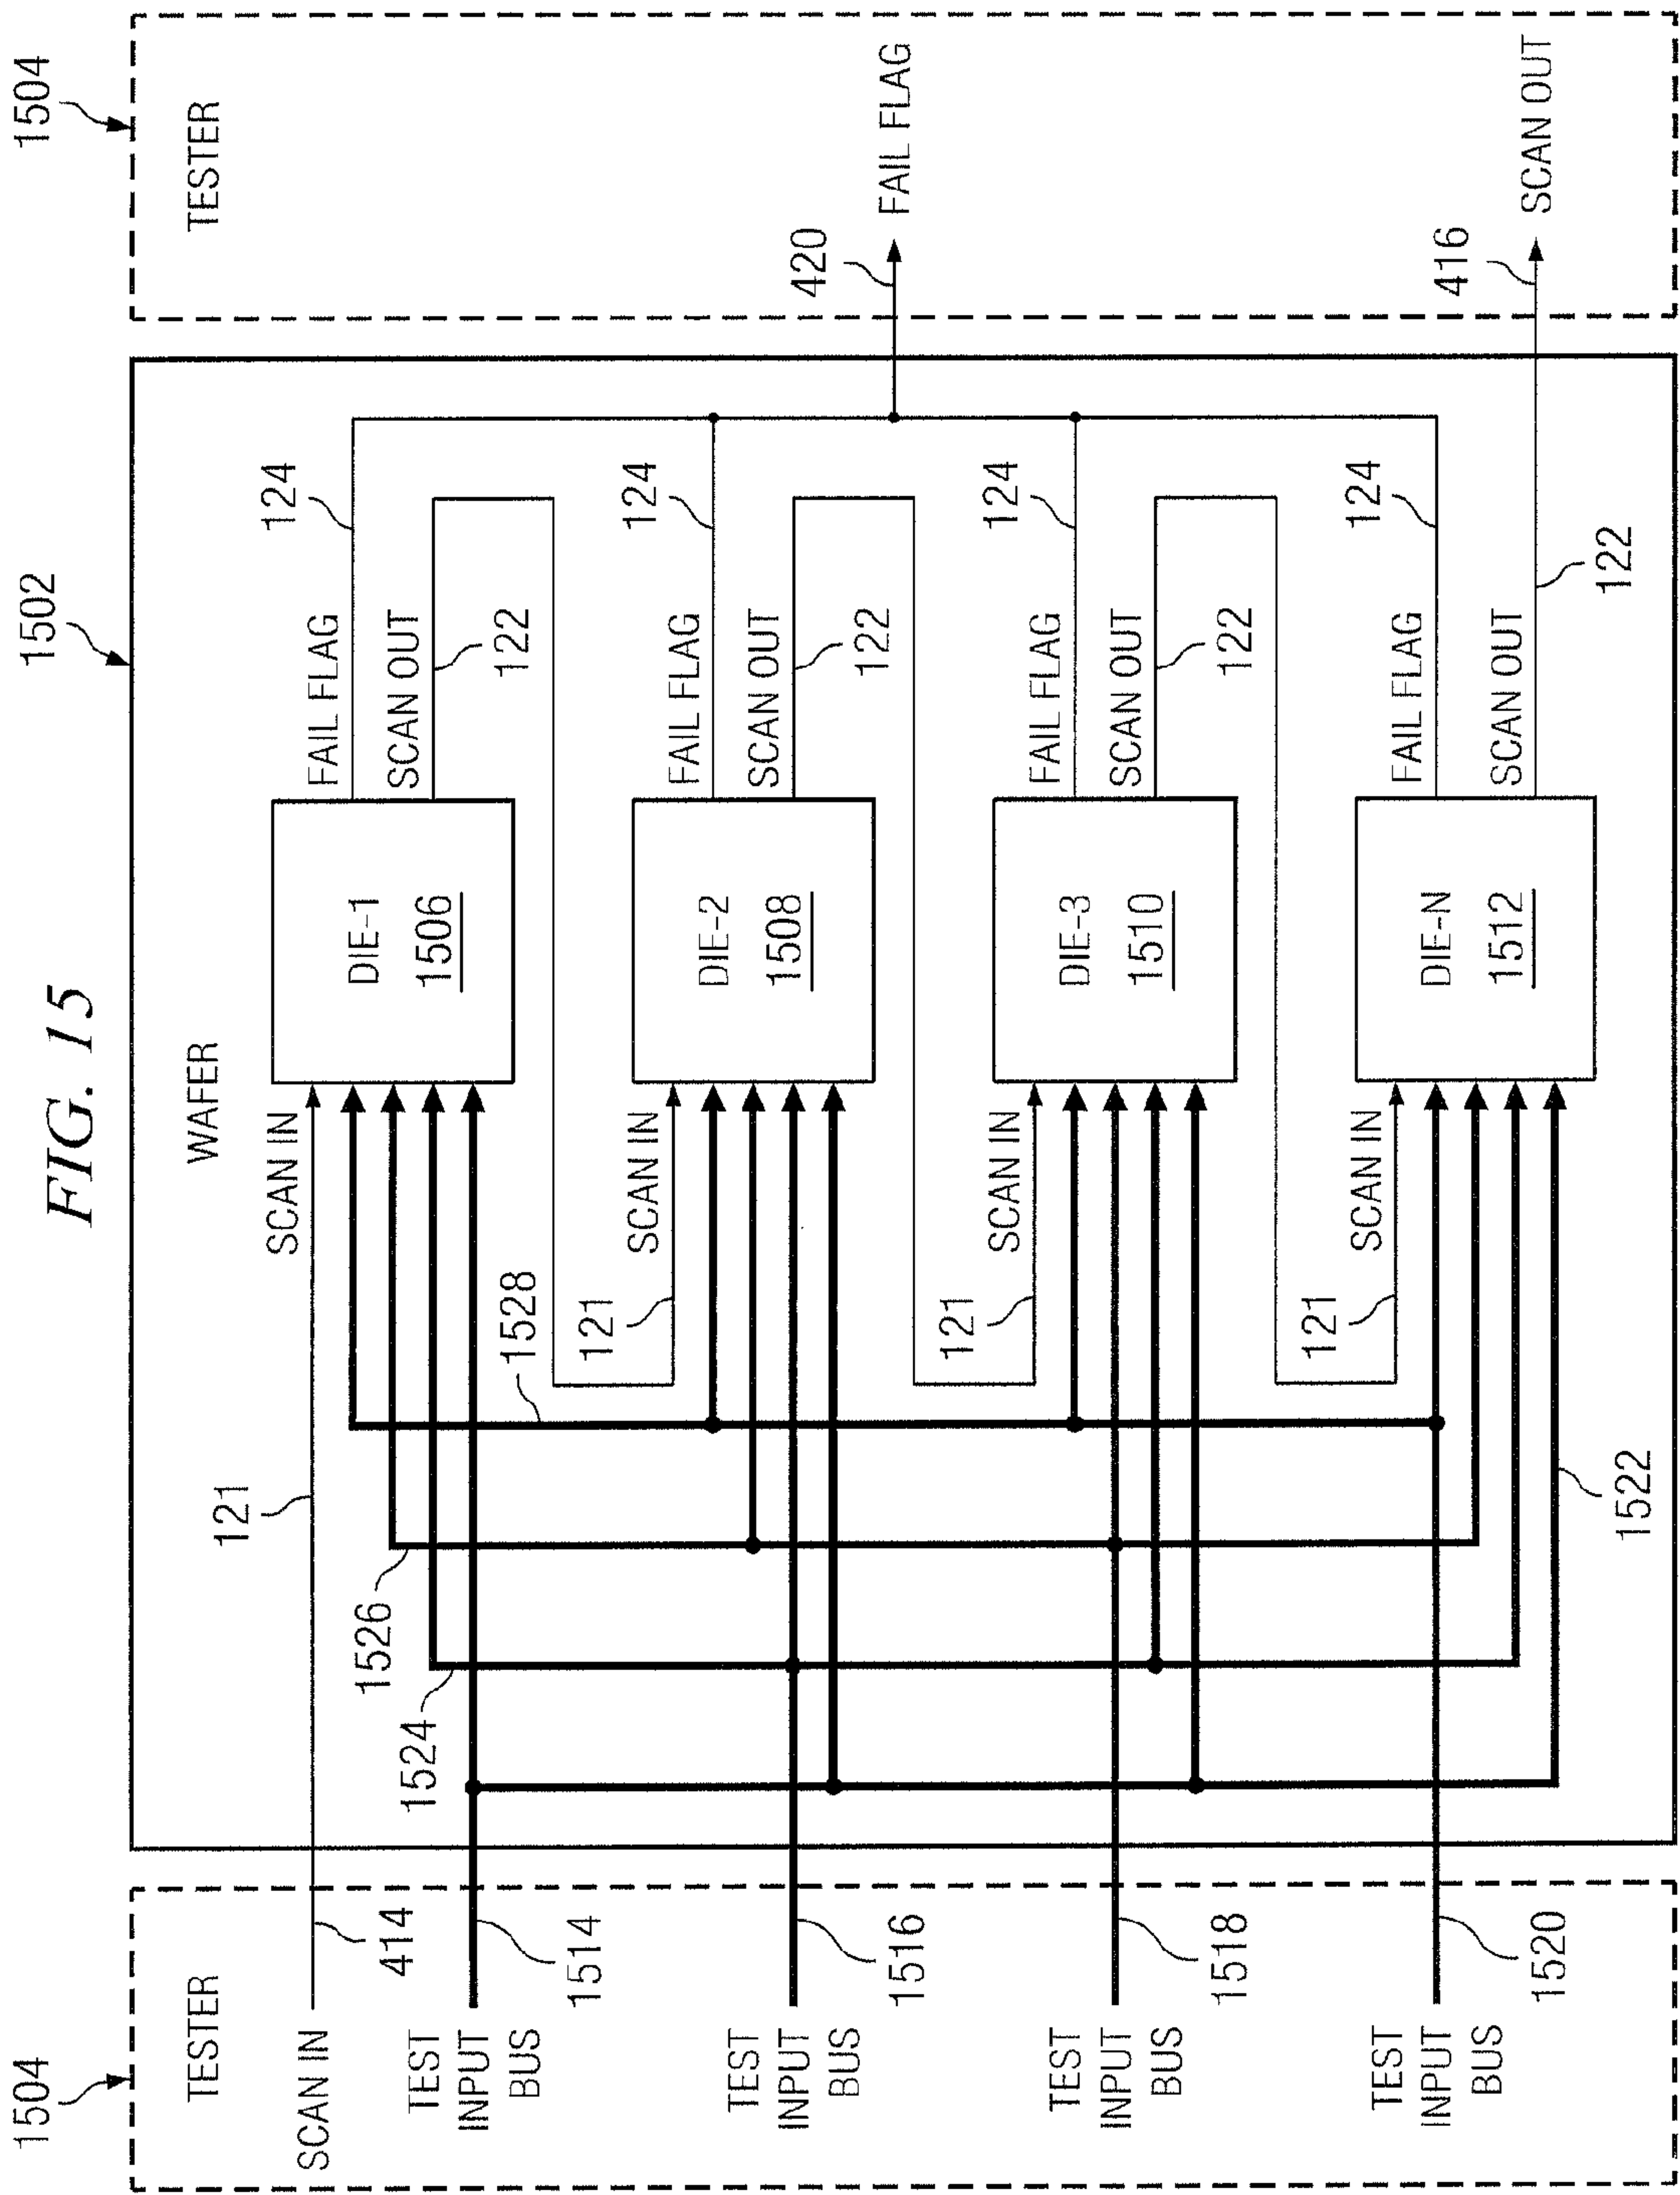 FIG. 15
1504
1502
1504
TESTER
WAFER
TESTER
SCAN IN
414
121
SCAN IN
DIE-1
1506
FAIL FLAG
124
SCAN OUT
122
TEST
INPUT
BUS
1514
1526
1524
1528
121
SCAN IN
DIE-2
1508
FAIL FLAG
124
SCAN OUT
122
TEST
INPUT
BUS
1516
420
FAIL FLAG
121
SCAN IN
DIE-3
1510
FAIL FLAG
124
SCAN OUT
122
TEST
INPUT
BUS
1518
121
SCAN IN
DIE-N
1512
FAIL FLAG
124
SCAN OUT
122
TEST
INPUT
BUS
1520
1522
416
SCAN OUT